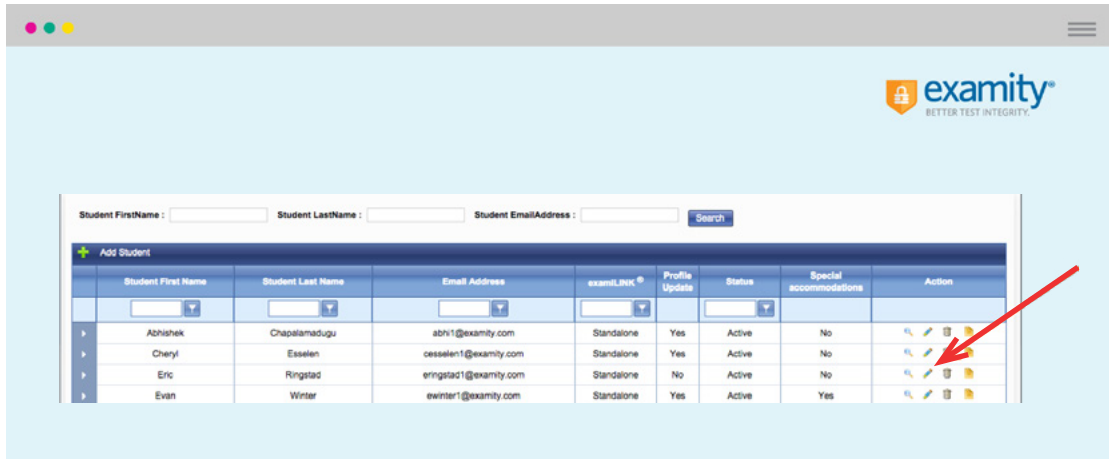 examity®
BETTER TEST INTEGRITY.
Student FirstName : Student LastName : Student EmailAddress : Search
Add Student
Student First Name Student Last Name Email Address examiLINK ® Profile Update Status Special accommodations Action
Abhishek Chapalamadugu abhi1@examity.com Standalone Yes Active No
Cheryl Esselen cesselen1@examity.com Standalone Yes Active No
Eric Ringstad eringstad1@examity.com Standalone No Active No
Evan Winter ewinter1@examity.com Standalone Yes Active Yes